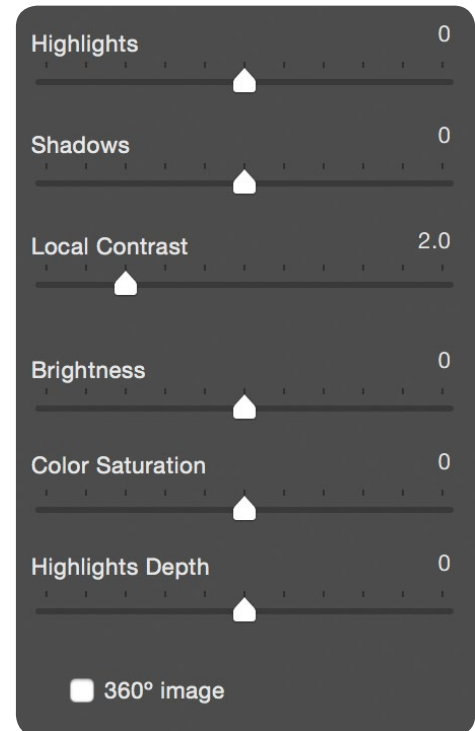 Highlights 0
Shadows 0
Local Contrast 2.0
Brightness 0
Color Saturation 0
Highlights Depth 0
360º image